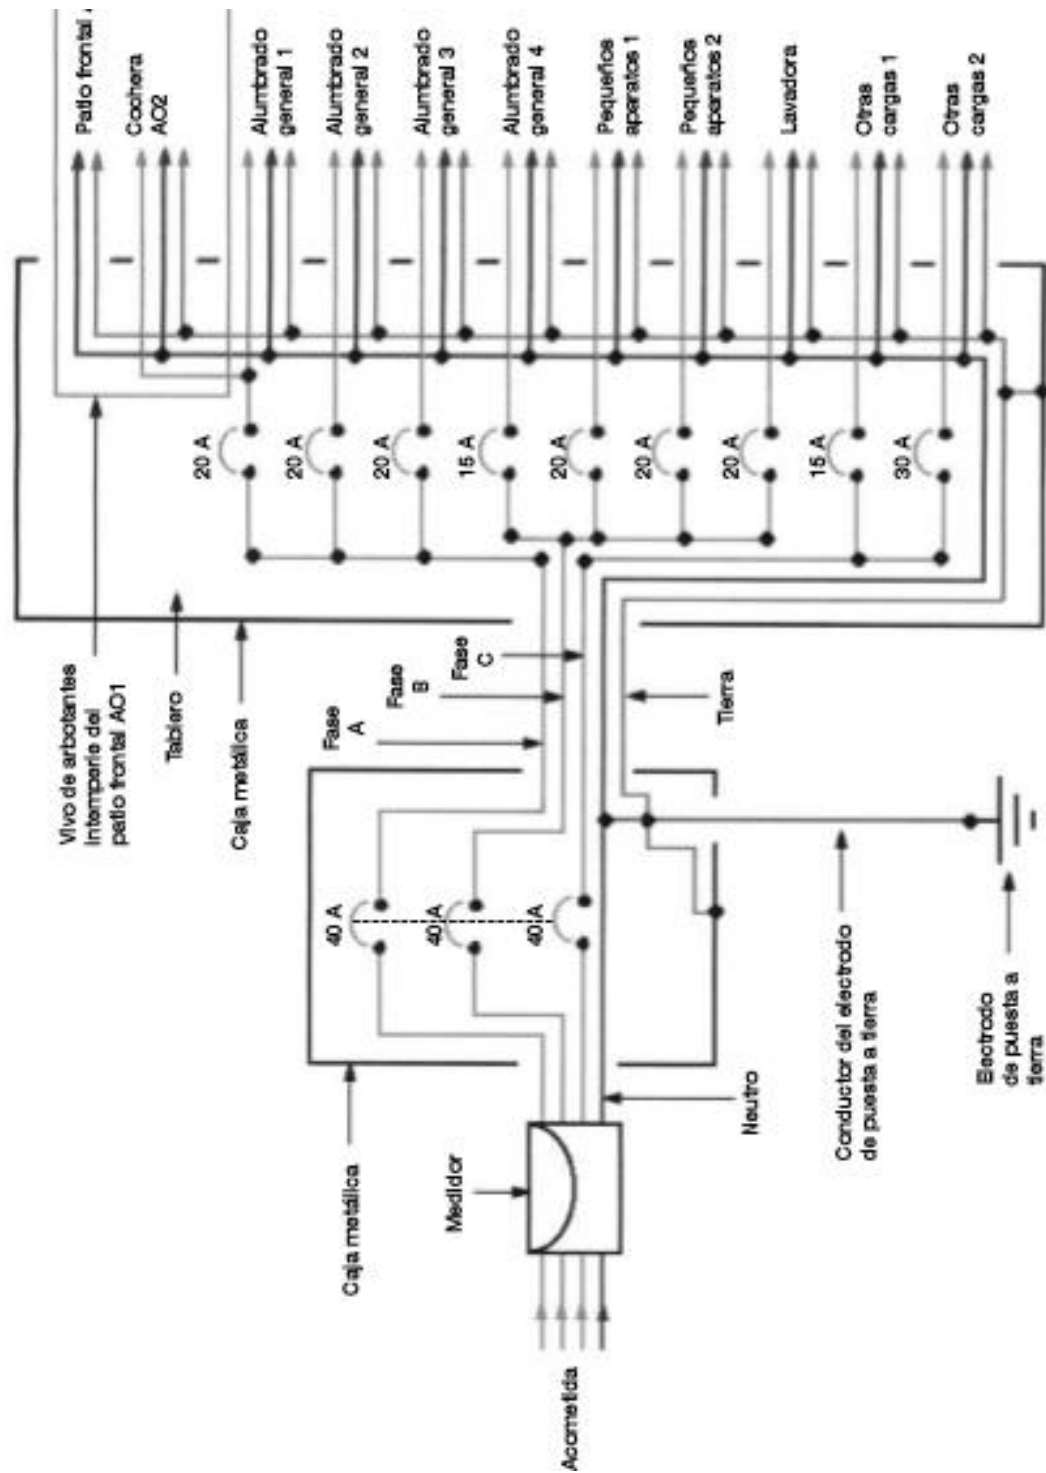 Patio frontal
Cochera
AO2
Alumbrado
general 1
Alumbrado
general 2
Alumbrado
general 3
Alumbrado
general 4
Pequeños
aparatos 1
Pequeños
aparatos 2
Lavadora
Otras
cargas 1
Otras
cargas 2
20 A
20 A
20 A
15 A
20 A
20 A
20 A
15 A
30 A
Vivo de arbotantes
intemperie del
patio frontal AO1
Tablero
Caja metálica
Fase
A
Fase
B
Fase
C
Tierra
40 A
40 A
40 A
Caja metálica
Medidor
Neutro
Conductor del electrodo
de puesta a tierra
Electrodo
de puesta a
tierra
Acometida